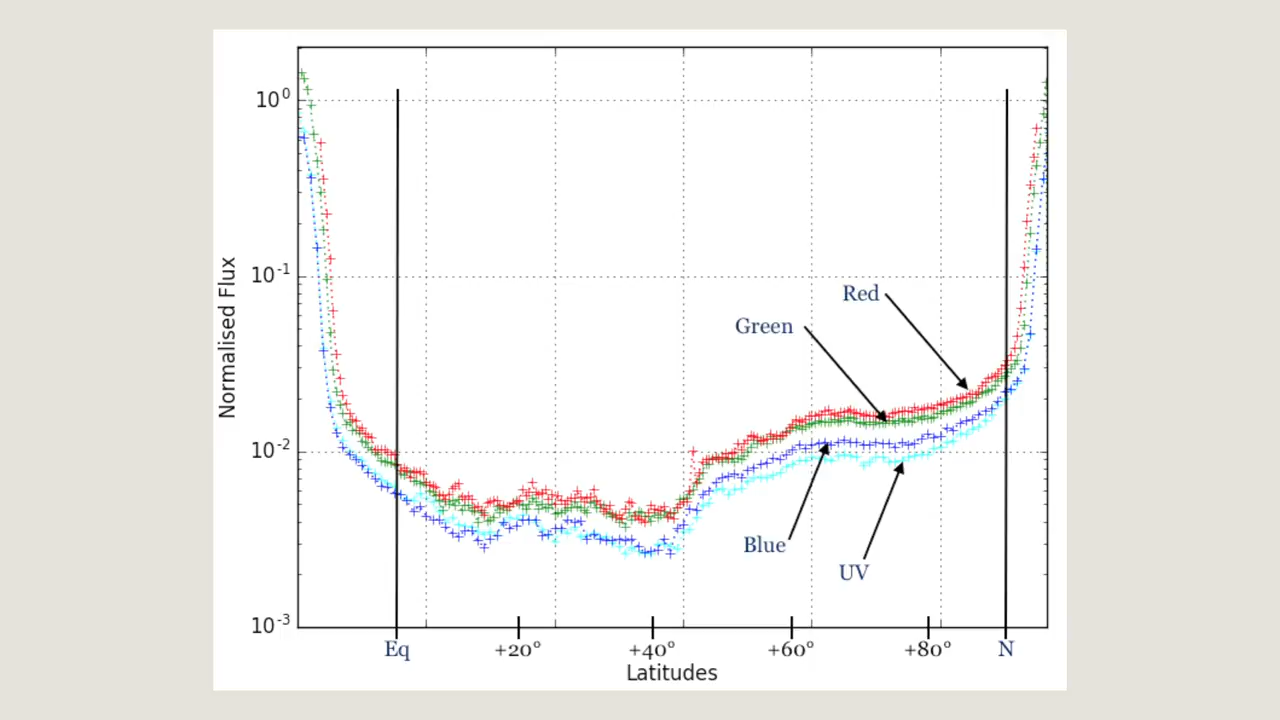 10⁰
10⁻¹
10⁻²
10⁻³
Normalised Flux
Red
Green
Blue
UV
Eq +20° +40° +60° +80° N
Latitudes